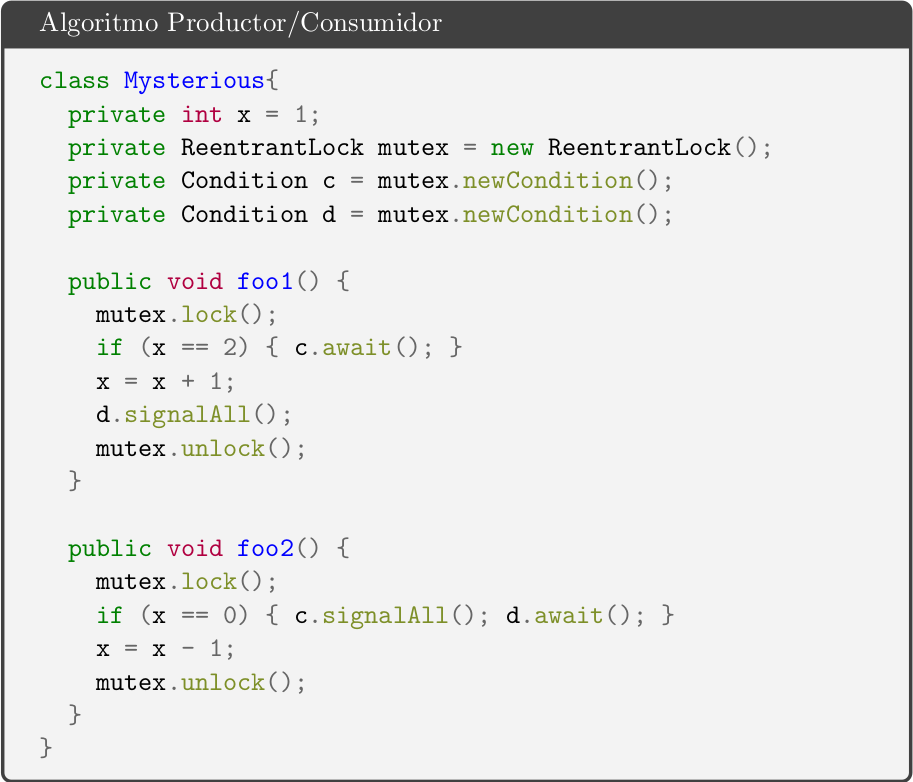 Algoritmo Productor/Consumidor
class Mysterious{
  private int x = 1;
  private ReentrantLock mutex = new ReentrantLock();
  private Condition c = mutex.newCondition();
  private Condition d = mutex.newCondition();

  public void foo1() {
    mutex.lock();
    if (x == 2) { c.await(); }
    x = x + 1;
    d.signalAll();
    mutex.unlock();
  }

  public void foo2() {
    mutex.lock();
    if (x == 0) { c.signalAll(); d.await(); }
    x = x - 1;
    mutex.unlock();
  }
}